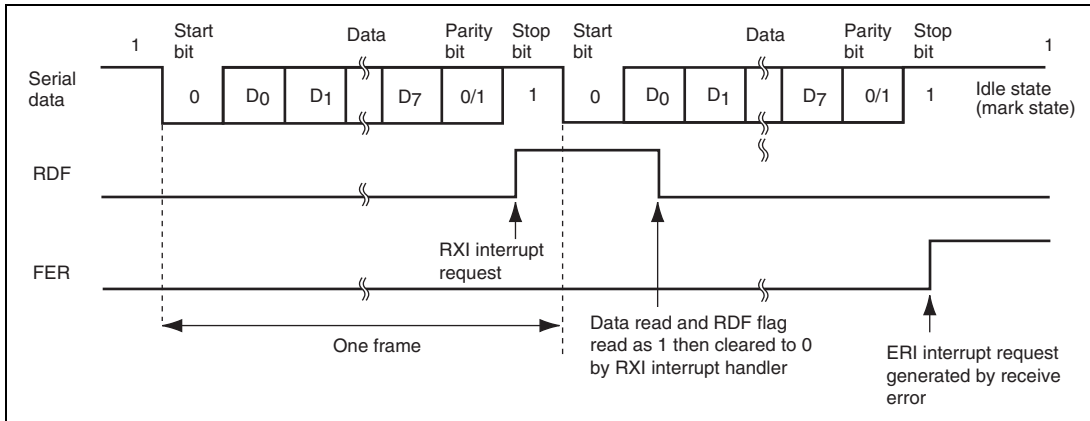 1
Start bit
Data
Parity bit
Stop bit
Start bit
Data
Parity bit
Stop bit
1
Serial data
0
D0
D1
D7
0/1
1
0
D0
D1
D7
0/1
1
Idle state
(mark state)
RDF
RXI interrupt
request
FER
One frame
Data read and RDF flag
read as 1 then cleared to 0
by RXI interrupt handler
ERI interrupt request
generated by receive
error